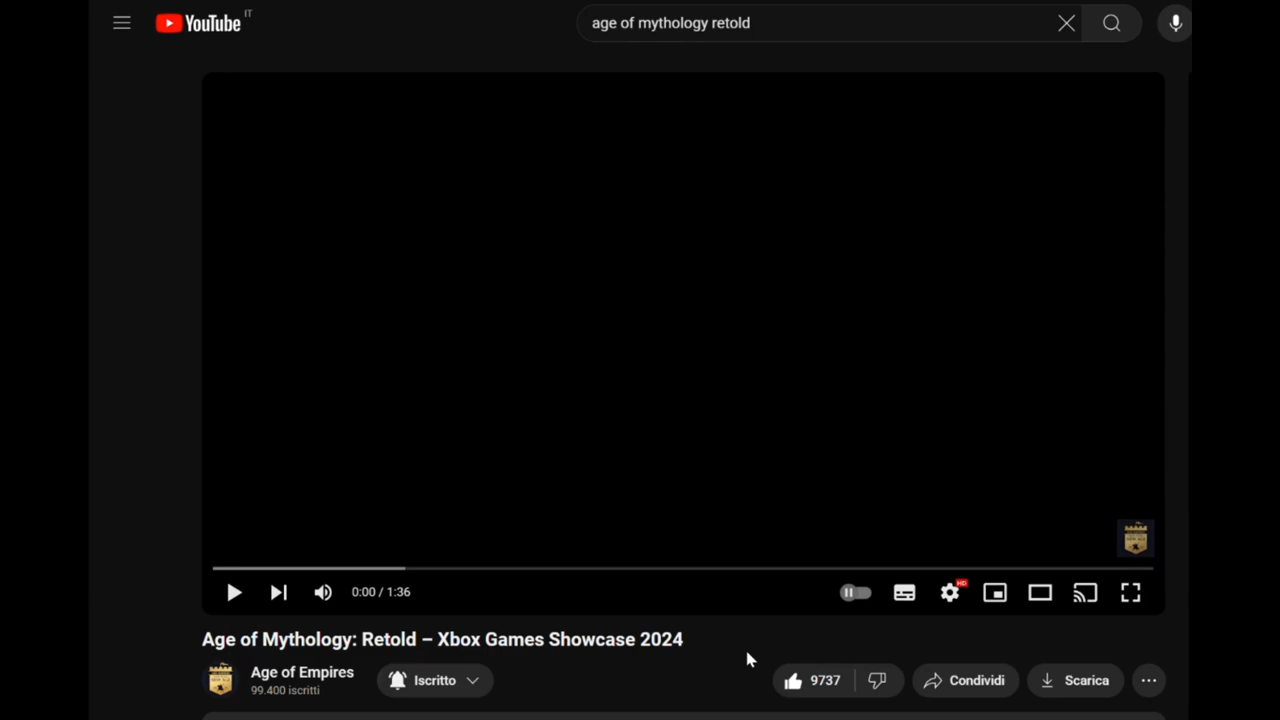 YouTube IT
age of mythology retold
0:00 / 1:36
HD
Age of Mythology: Retold – Xbox Games Showcase 2024
Age of Empires
99.400 iscritti
Iscritto
9737
Condividi
Scarica